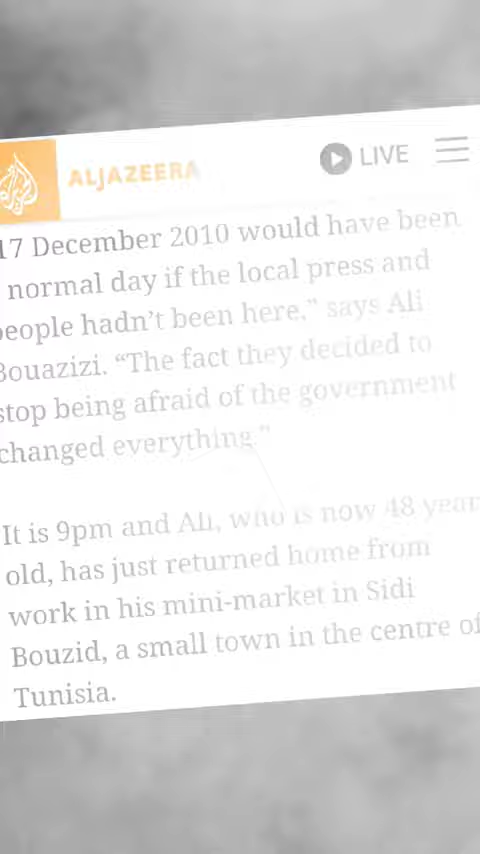 ALJAZEERA
LIVE
17 December 2010 would have been
normal day if the local press and
people hadn't been here," says Ali
Bouazizi. "The fact they decided to
stop being afraid of the government
changed everything."
It is 9pm and Ali, who is now 48 year
old, has just returned home from
work in his mini-market in Sidi
Bouzid, a small town in the centre of
Tunisia.